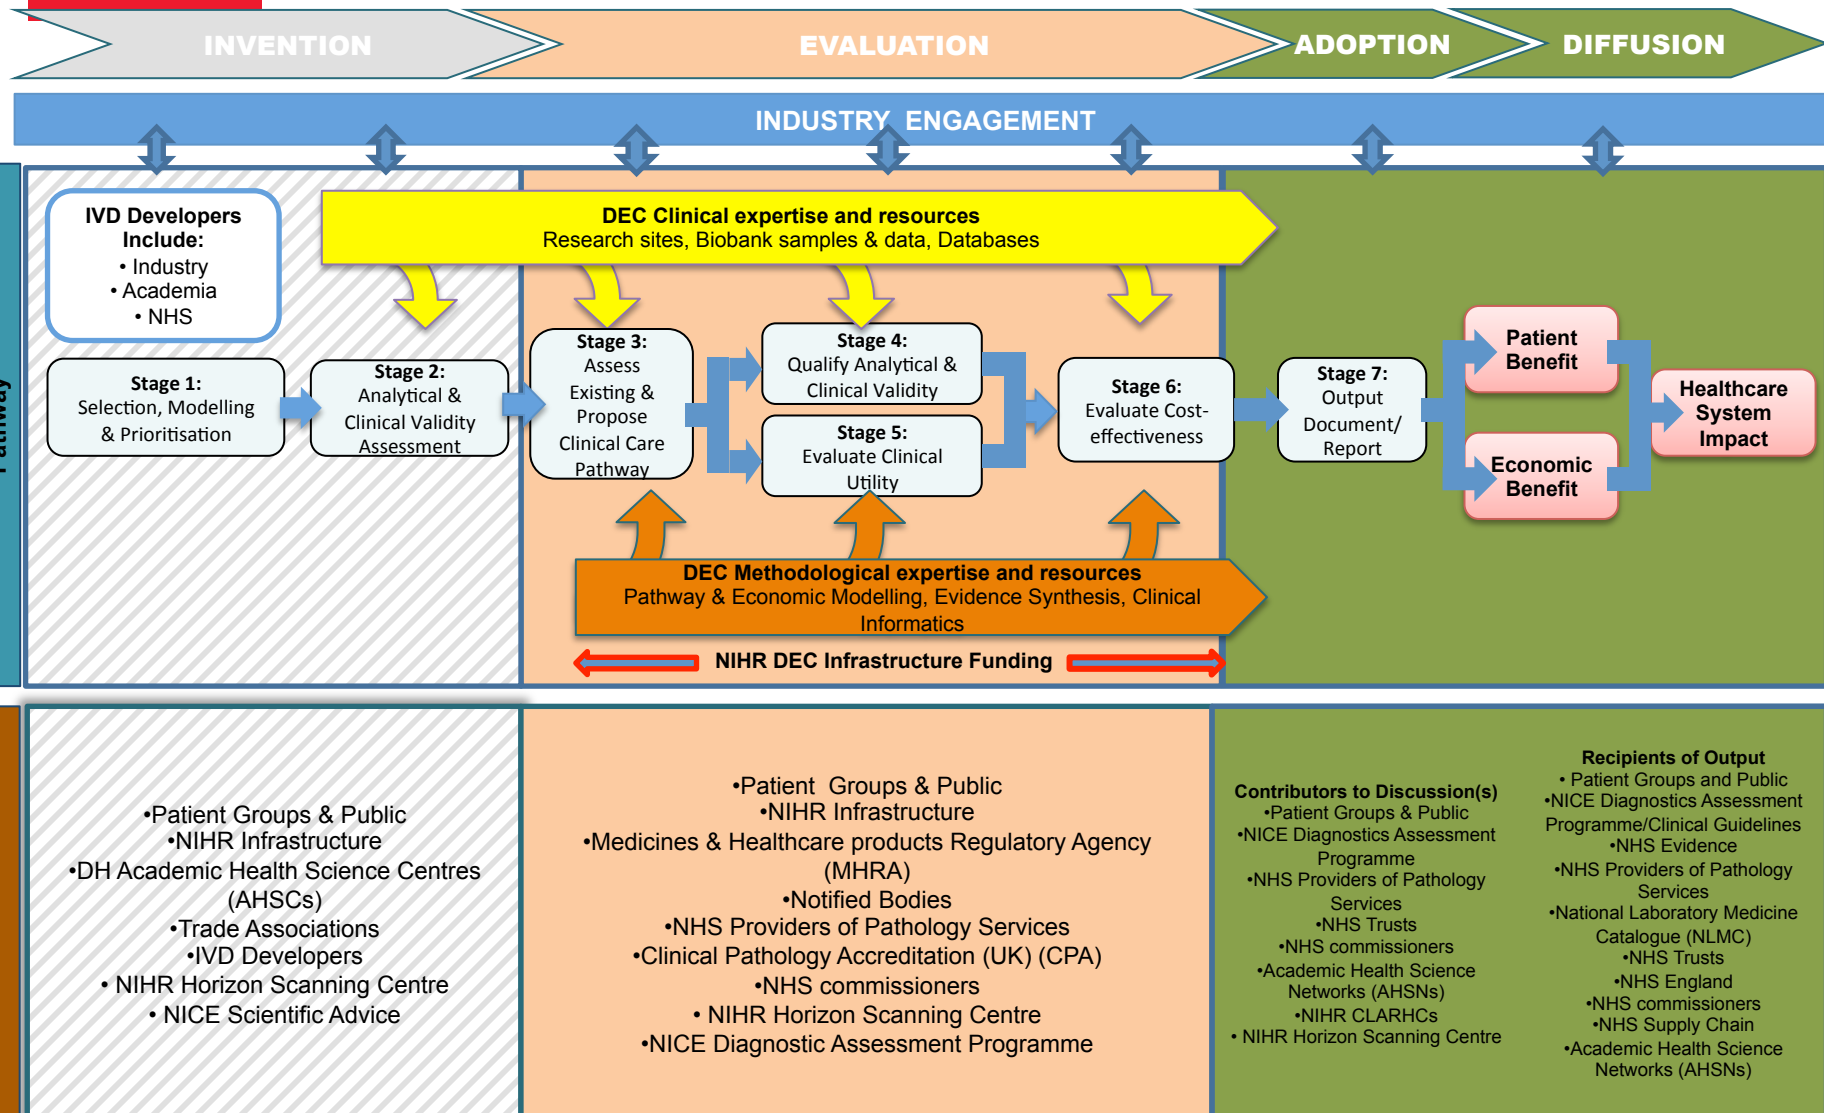 INVENTION
EVALUATION
ADOPTION
DIFFUSION
INDUSTRY ENGAGEMENT
Pathway
IVD Developers
Include:
• Industry
• Academia
• NHS
DEC Clinical expertise and resources
Research sites, Biobank samples & data, Databases
Stage 1:
Selection, Modelling
& Prioritisation
Stage 2:
Analytical &
Clinical Validity
Assessment
Stage 3:
Assess
Existing &
Propose
Clinical Care
Pathway
Stage 4:
Qualify Analytical &
Clinical Validity
Stage 5:
Evaluate Clinical
Utility
Stage 6:
Evaluate Cost-
effectiveness
Stage 7:
Output
Document/
Report
Patient
Benefit
Economic
Benefit
Healthcare
System
Impact
DEC Methodological expertise and resources
Pathway & Economic Modelling, Evidence Synthesis, Clinical
Informatics
NIHR DEC Infrastructure Funding
•Patient Groups & Public
•NIHR Infrastructure
•DH Academic Health Science Centres
(AHSCs)
•Trade Associations
•IVD Developers
• NIHR Horizon Scanning Centre
• NICE Scientific Advice
•Patient Groups & Public
•NIHR Infrastructure
•Medicines & Healthcare products Regulatory Agency
(MHRA)
•Notified Bodies
•NHS Providers of Pathology Services
•Clinical Pathology Accreditation (UK) (CPA)
•NHS commissioners
• NIHR Horizon Scanning Centre
•NICE Diagnostic Assessment Programme
Contributors to Discussion(s)
•Patient Groups & Public
•NICE Diagnostics Assessment
Programme
•NHS Providers of Pathology
Services
•NHS Trusts
•NHS commissioners
•Academic Health Science
Networks (AHSNs)
•NIHR CLARHCs
• NIHR Horizon Scanning Centre
Recipients of Output
• Patient Groups and Public
•NICE Diagnostics Assessment
Programme/Clinical Guidelines
•NHS Evidence
•NHS Providers of Pathology
Services
•National Laboratory Medicine
Catalogue (NLMC)
•NHS Trusts
•NHS England
•NHS commissioners
•NHS Supply Chain
•Academic Health Science
Networks (AHSNs)